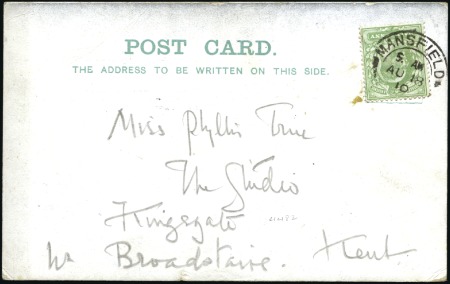 POST CARD.
THE ADDRESS TO BE WRITTEN ON THIS SIDE.
MANSFIELD
AU 18
10
Miss Phyllis
The Studio
Kingsgate
Nr Broadstairs. Kent.